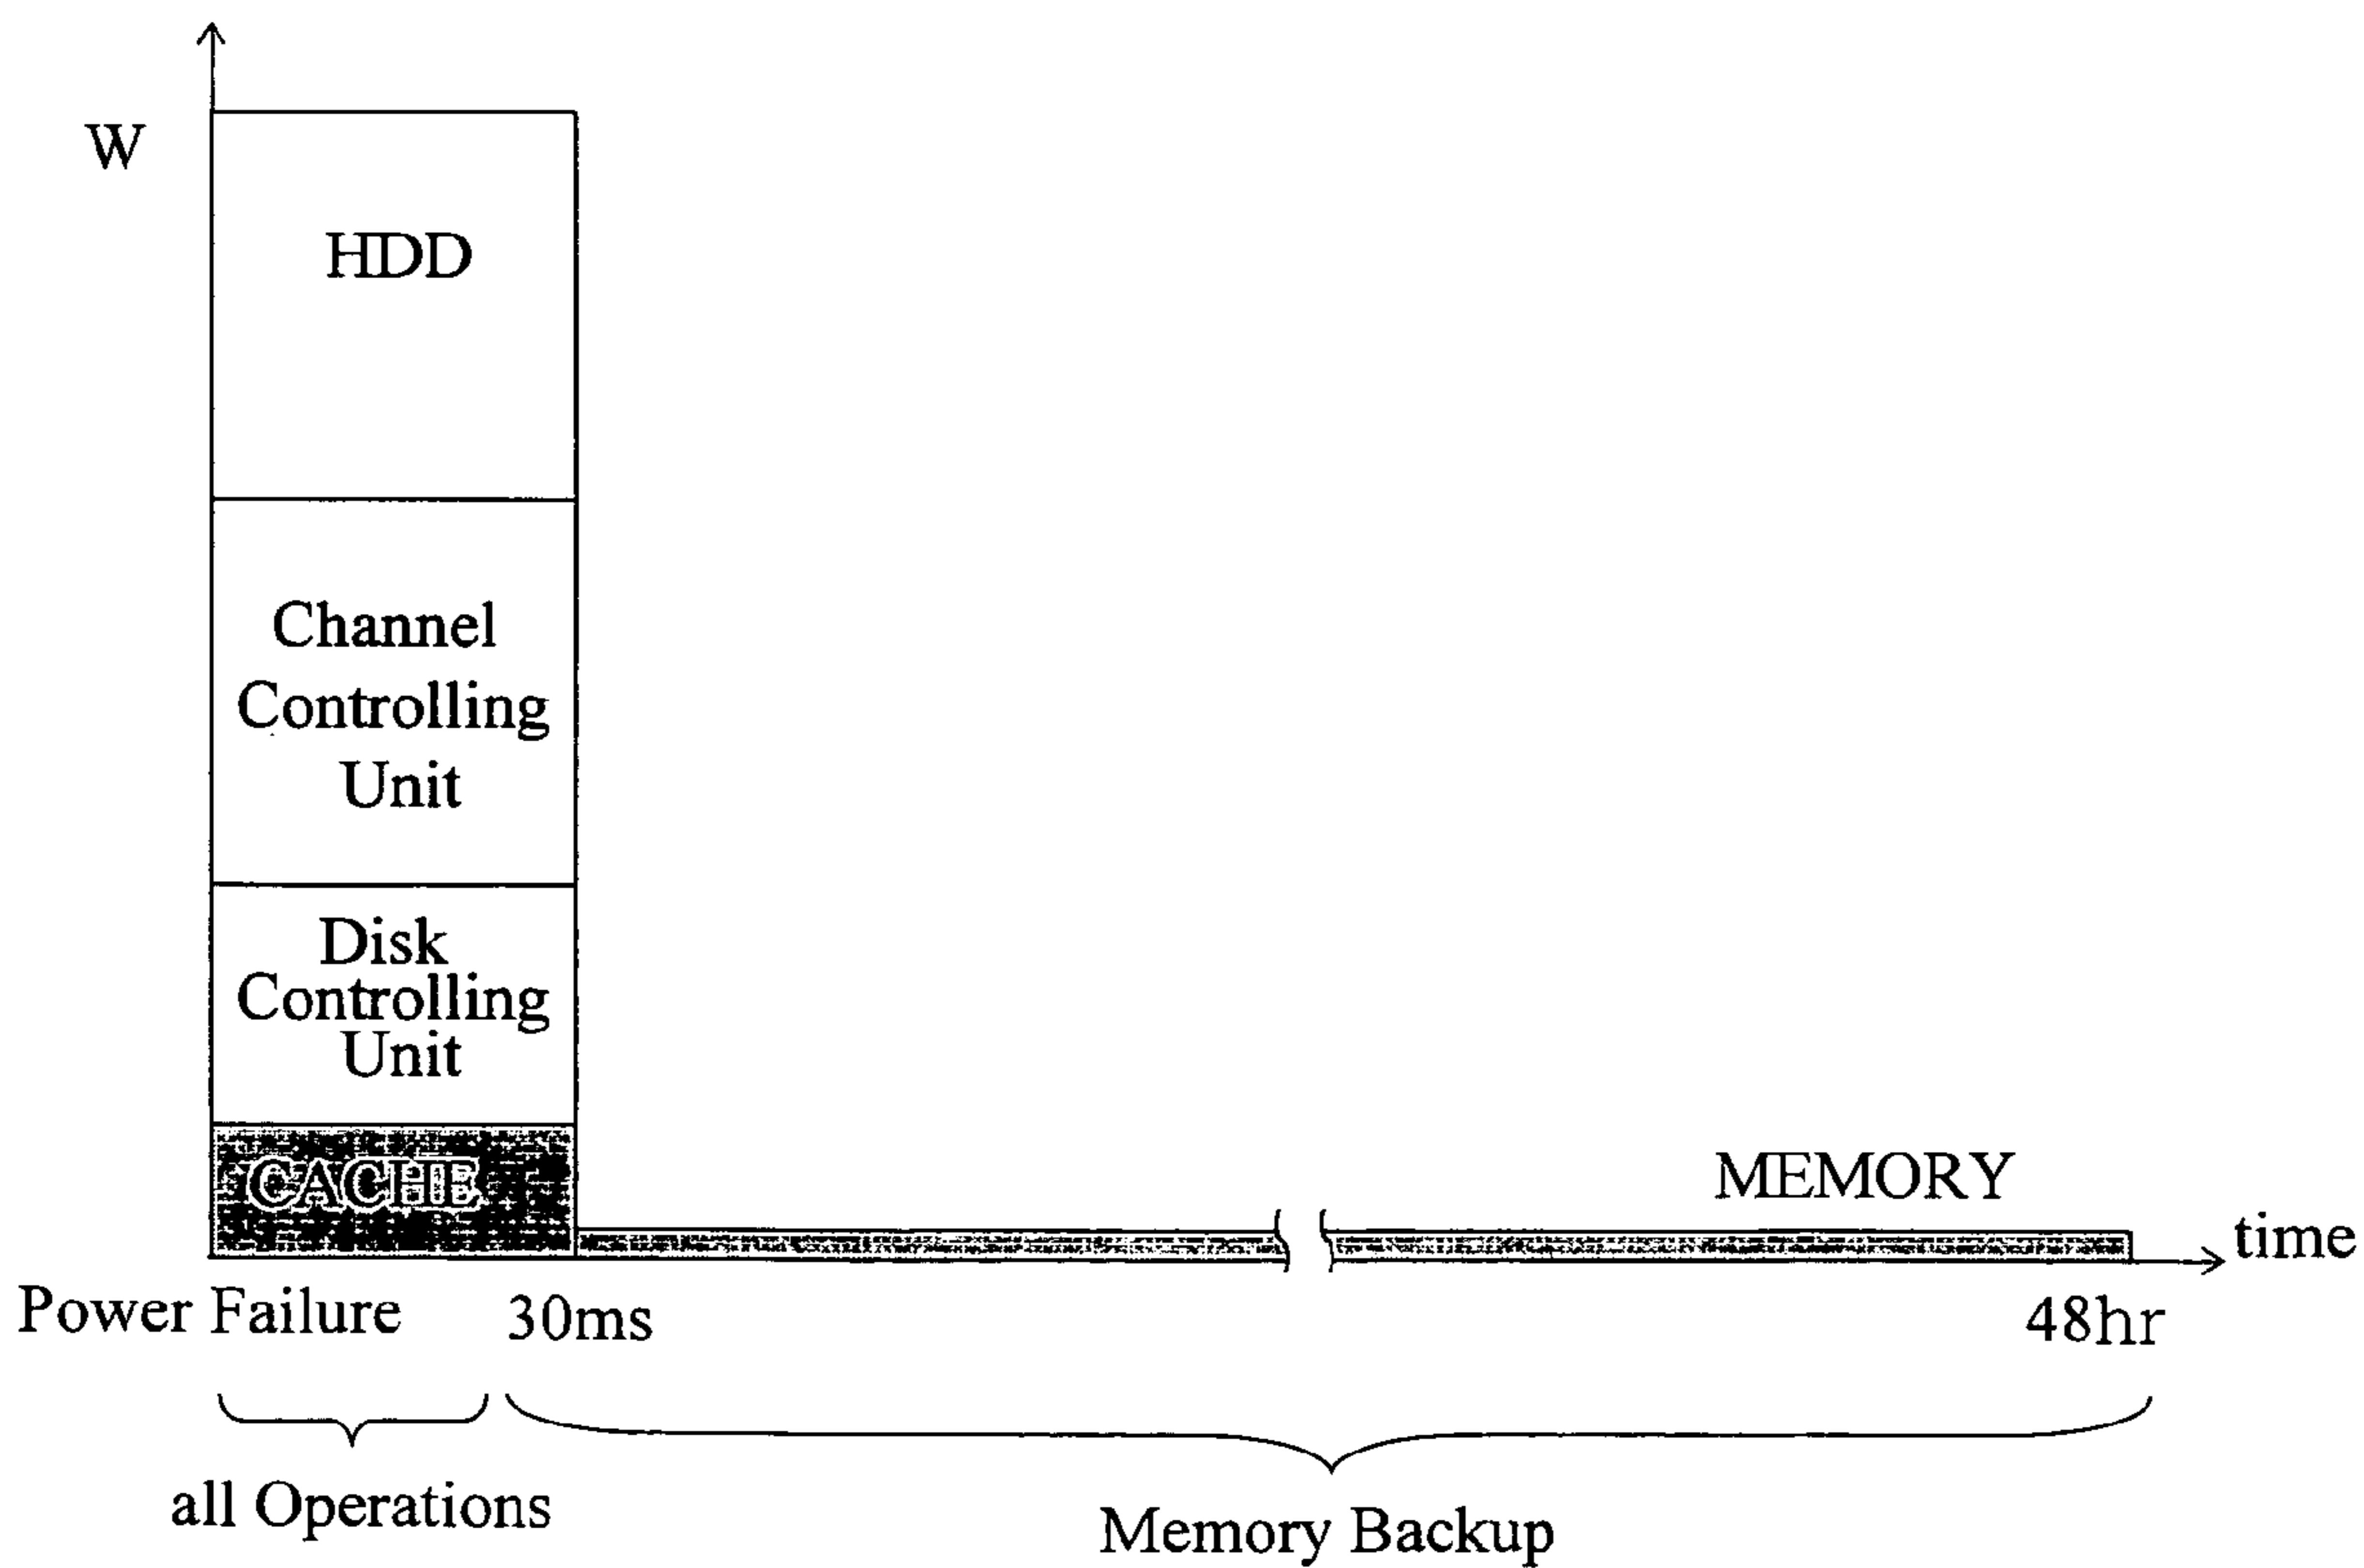 W
HDD
Channel
Controlling
Unit
Disk
Controlling
Unit
CACHE
MEMORY
time
Power Failure
30ms
48hr
all Operations
Memory Backup